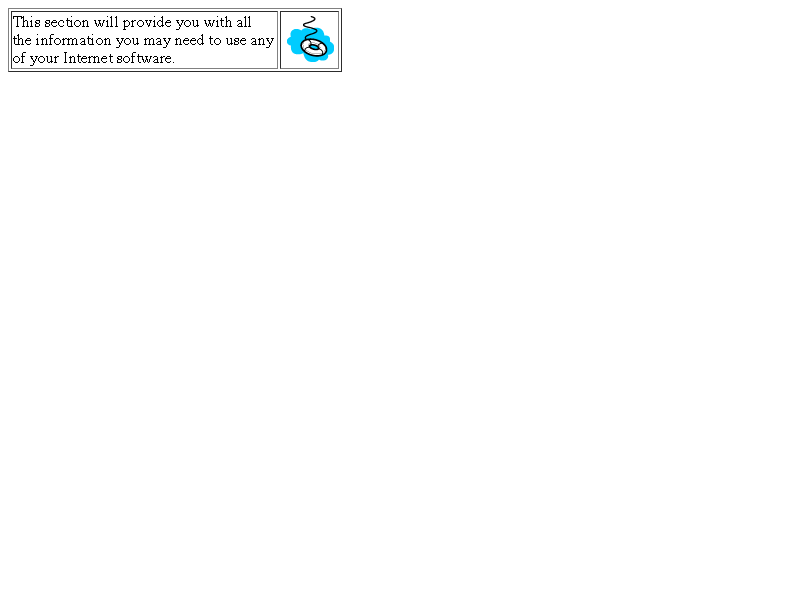 This section will provide you with all
the information you may need to use any
of your Internet software.